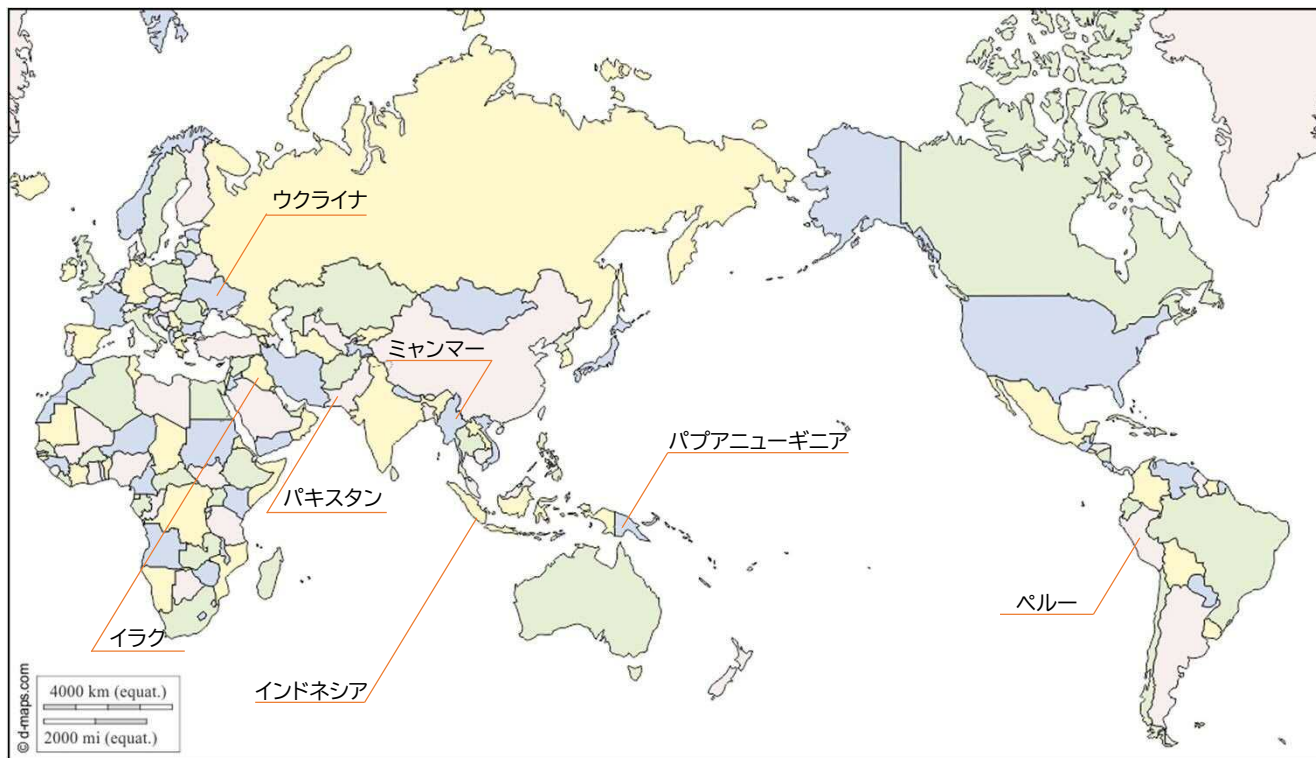 ウクライナ
ミャンマー
パプアニューギニア
パキスタン
ペルー
イラク
インドネシア
4000 km (equat.)
2000 mi (equat.)
© d-maps.com